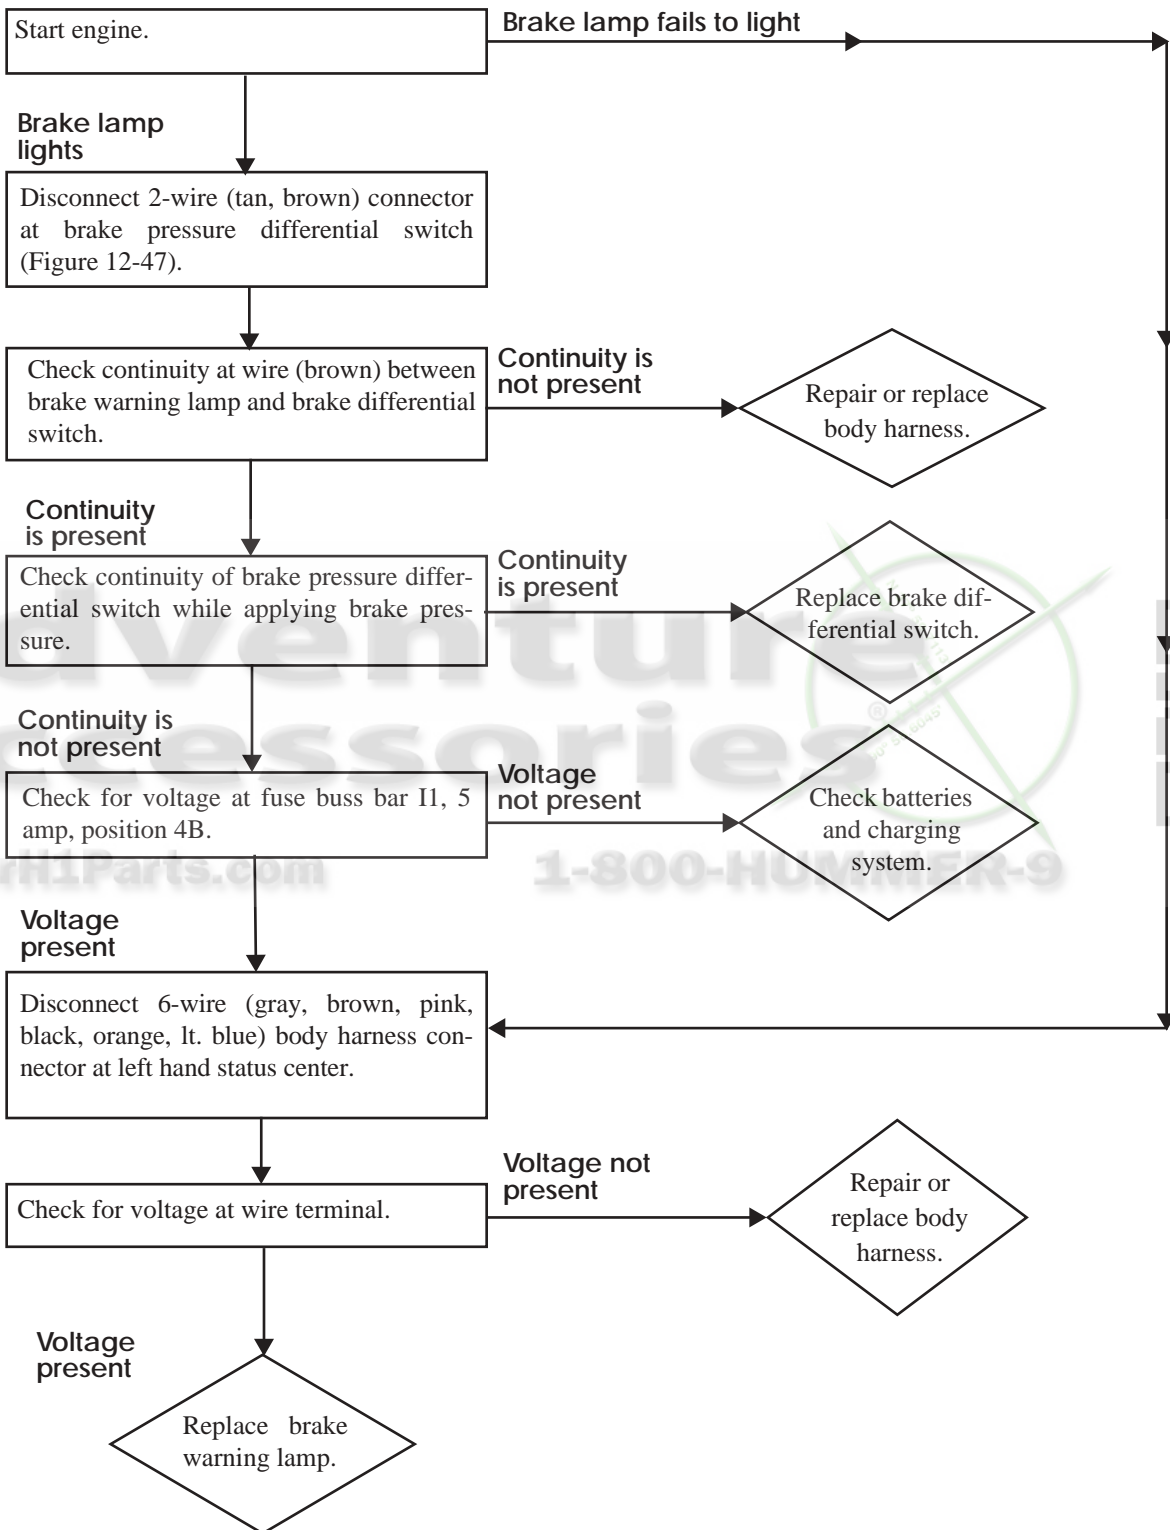 Start engine.
Brake lamp fails to light
Brake lamp
lights
Disconnect 2-wire (tan, brown) connector
at brake pressure differential switch
(Figure 12-47).
Check continuity at wire (brown) between
brake warning lamp and brake differential
switch.
Continuity is
not present
Repair or replace
body harness.
Continuity
is present
Check continuity of brake pressure differ-
ential switch while applying brake pres-
sure.
Continuity
is present
Replace brake dif-
ferential switch.
dventure
Continuity is
not present
ccessories
Check for voltage at fuse buss bar I1, 5
amp, position 4B.
Voltage
not present
Check batteries
and charging
system.
rH1Parts.com
1-800-HUMMER-9
Voltage
present
Disconnect 6-wire (gray, brown, pink,
black, orange, lt. blue) body harness con-
nector at left hand status center.
Check for voltage at wire terminal.
Voltage not
present
Repair or
replace body
harness.
Voltage
present
Replace brake
warning lamp.